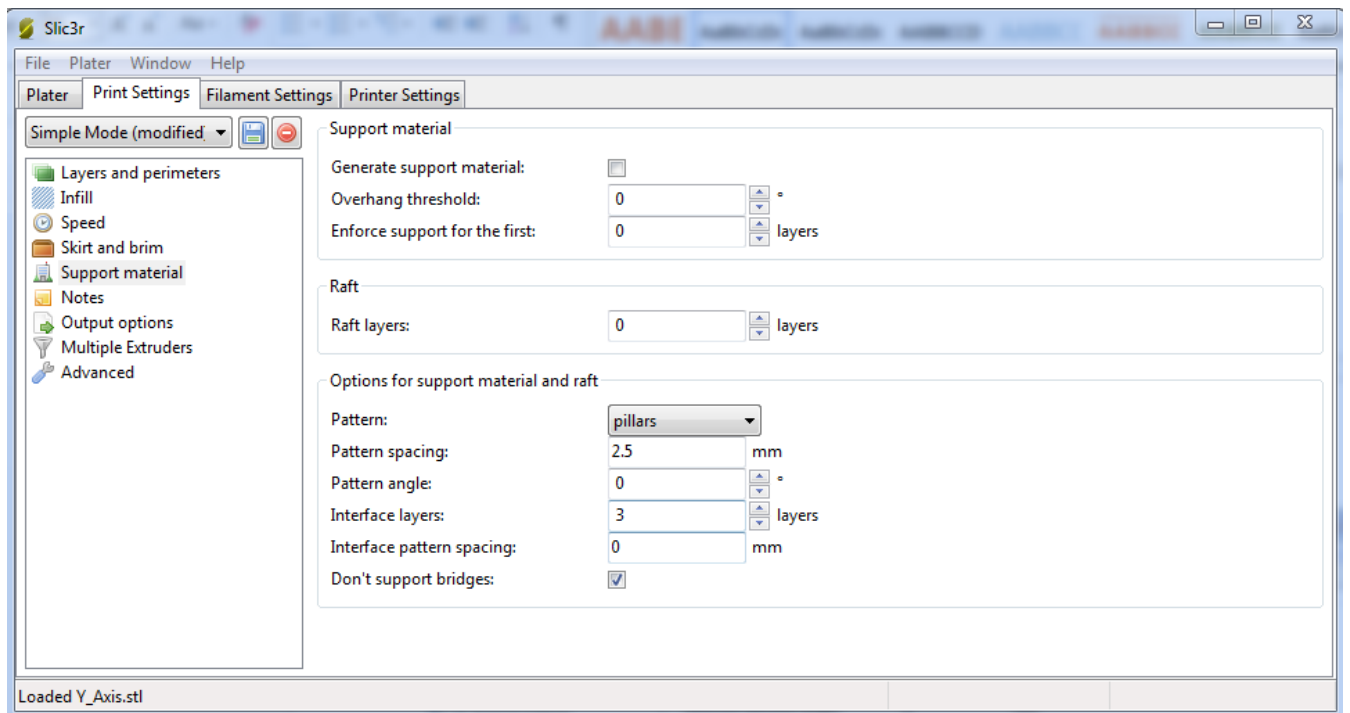 Slic3r
File Plater Window Help
Plater Print Settings Filament Settings Printer Settings
Simple Mode (modified)
Layers and perimeters
Infill
Speed
Skirt and brim
Support material
Notes
Output options
Multiple Extruders
Advanced
Support material
Generate support material:
Overhang threshold: 0 °
Enforce support for the first: 0 layers
Raft
Raft layers: 0 layers
Options for support material and raft
Pattern: pillars
Pattern spacing: 2.5 mm
Pattern angle: 0 °
Interface layers: 3 layers
Interface pattern spacing: 0 mm
Don't support bridges:
Loaded Y_Axis.stl